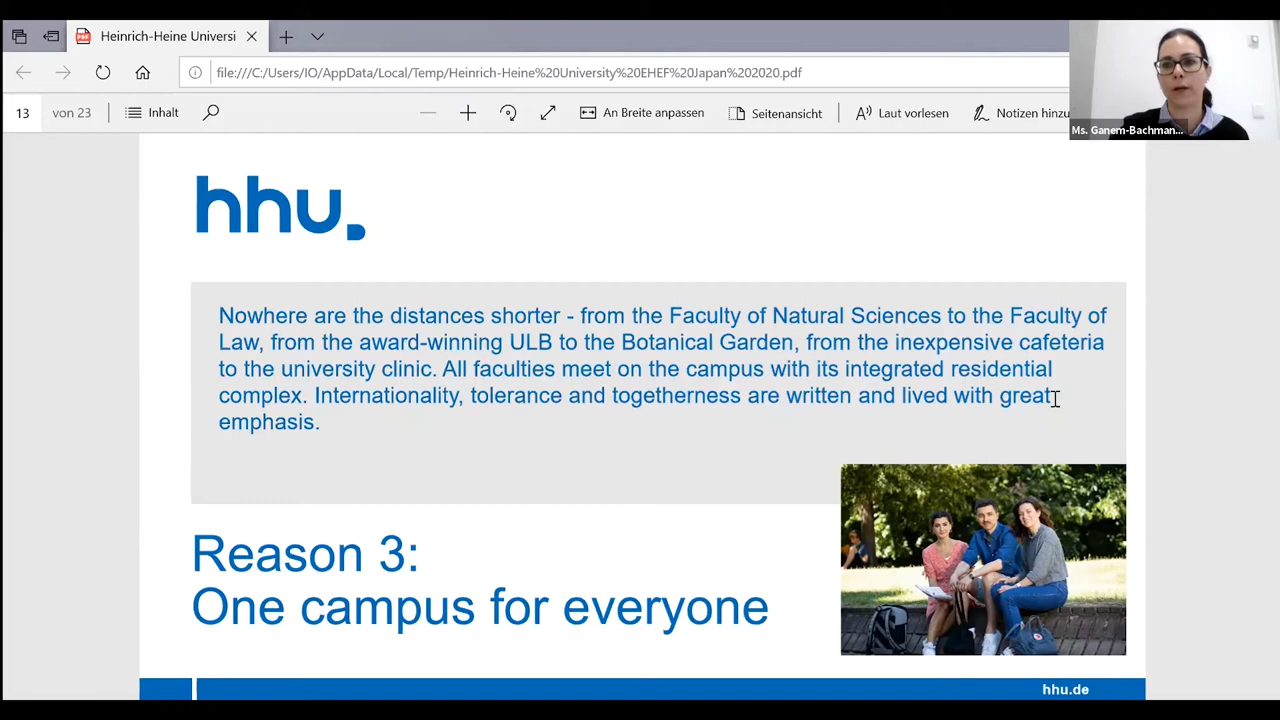 Heinrich-Heine Universi
file:///C:/Users/IO/AppData/Local/Temp/Heinrich-Heine%20University%20EHEF%20Japan%202020.pdf
13 von 23 Inhalt An Breite anpassen Seitenansicht Laut vorlesen Notizen hinzu
Ms. Ganem-Bachman...
hhu.
Nowhere are the distances shorter - from the Faculty of Natural Sciences to the Faculty of
Law, from the award-winning ULB to the Botanical Garden, from the inexpensive cafeteria
to the university clinic. All faculties meet on the campus with its integrated residential
complex. Internationality, tolerance and togetherness are written and lived with great
emphasis.
Reason 3:
One campus for everyone
hhu.de